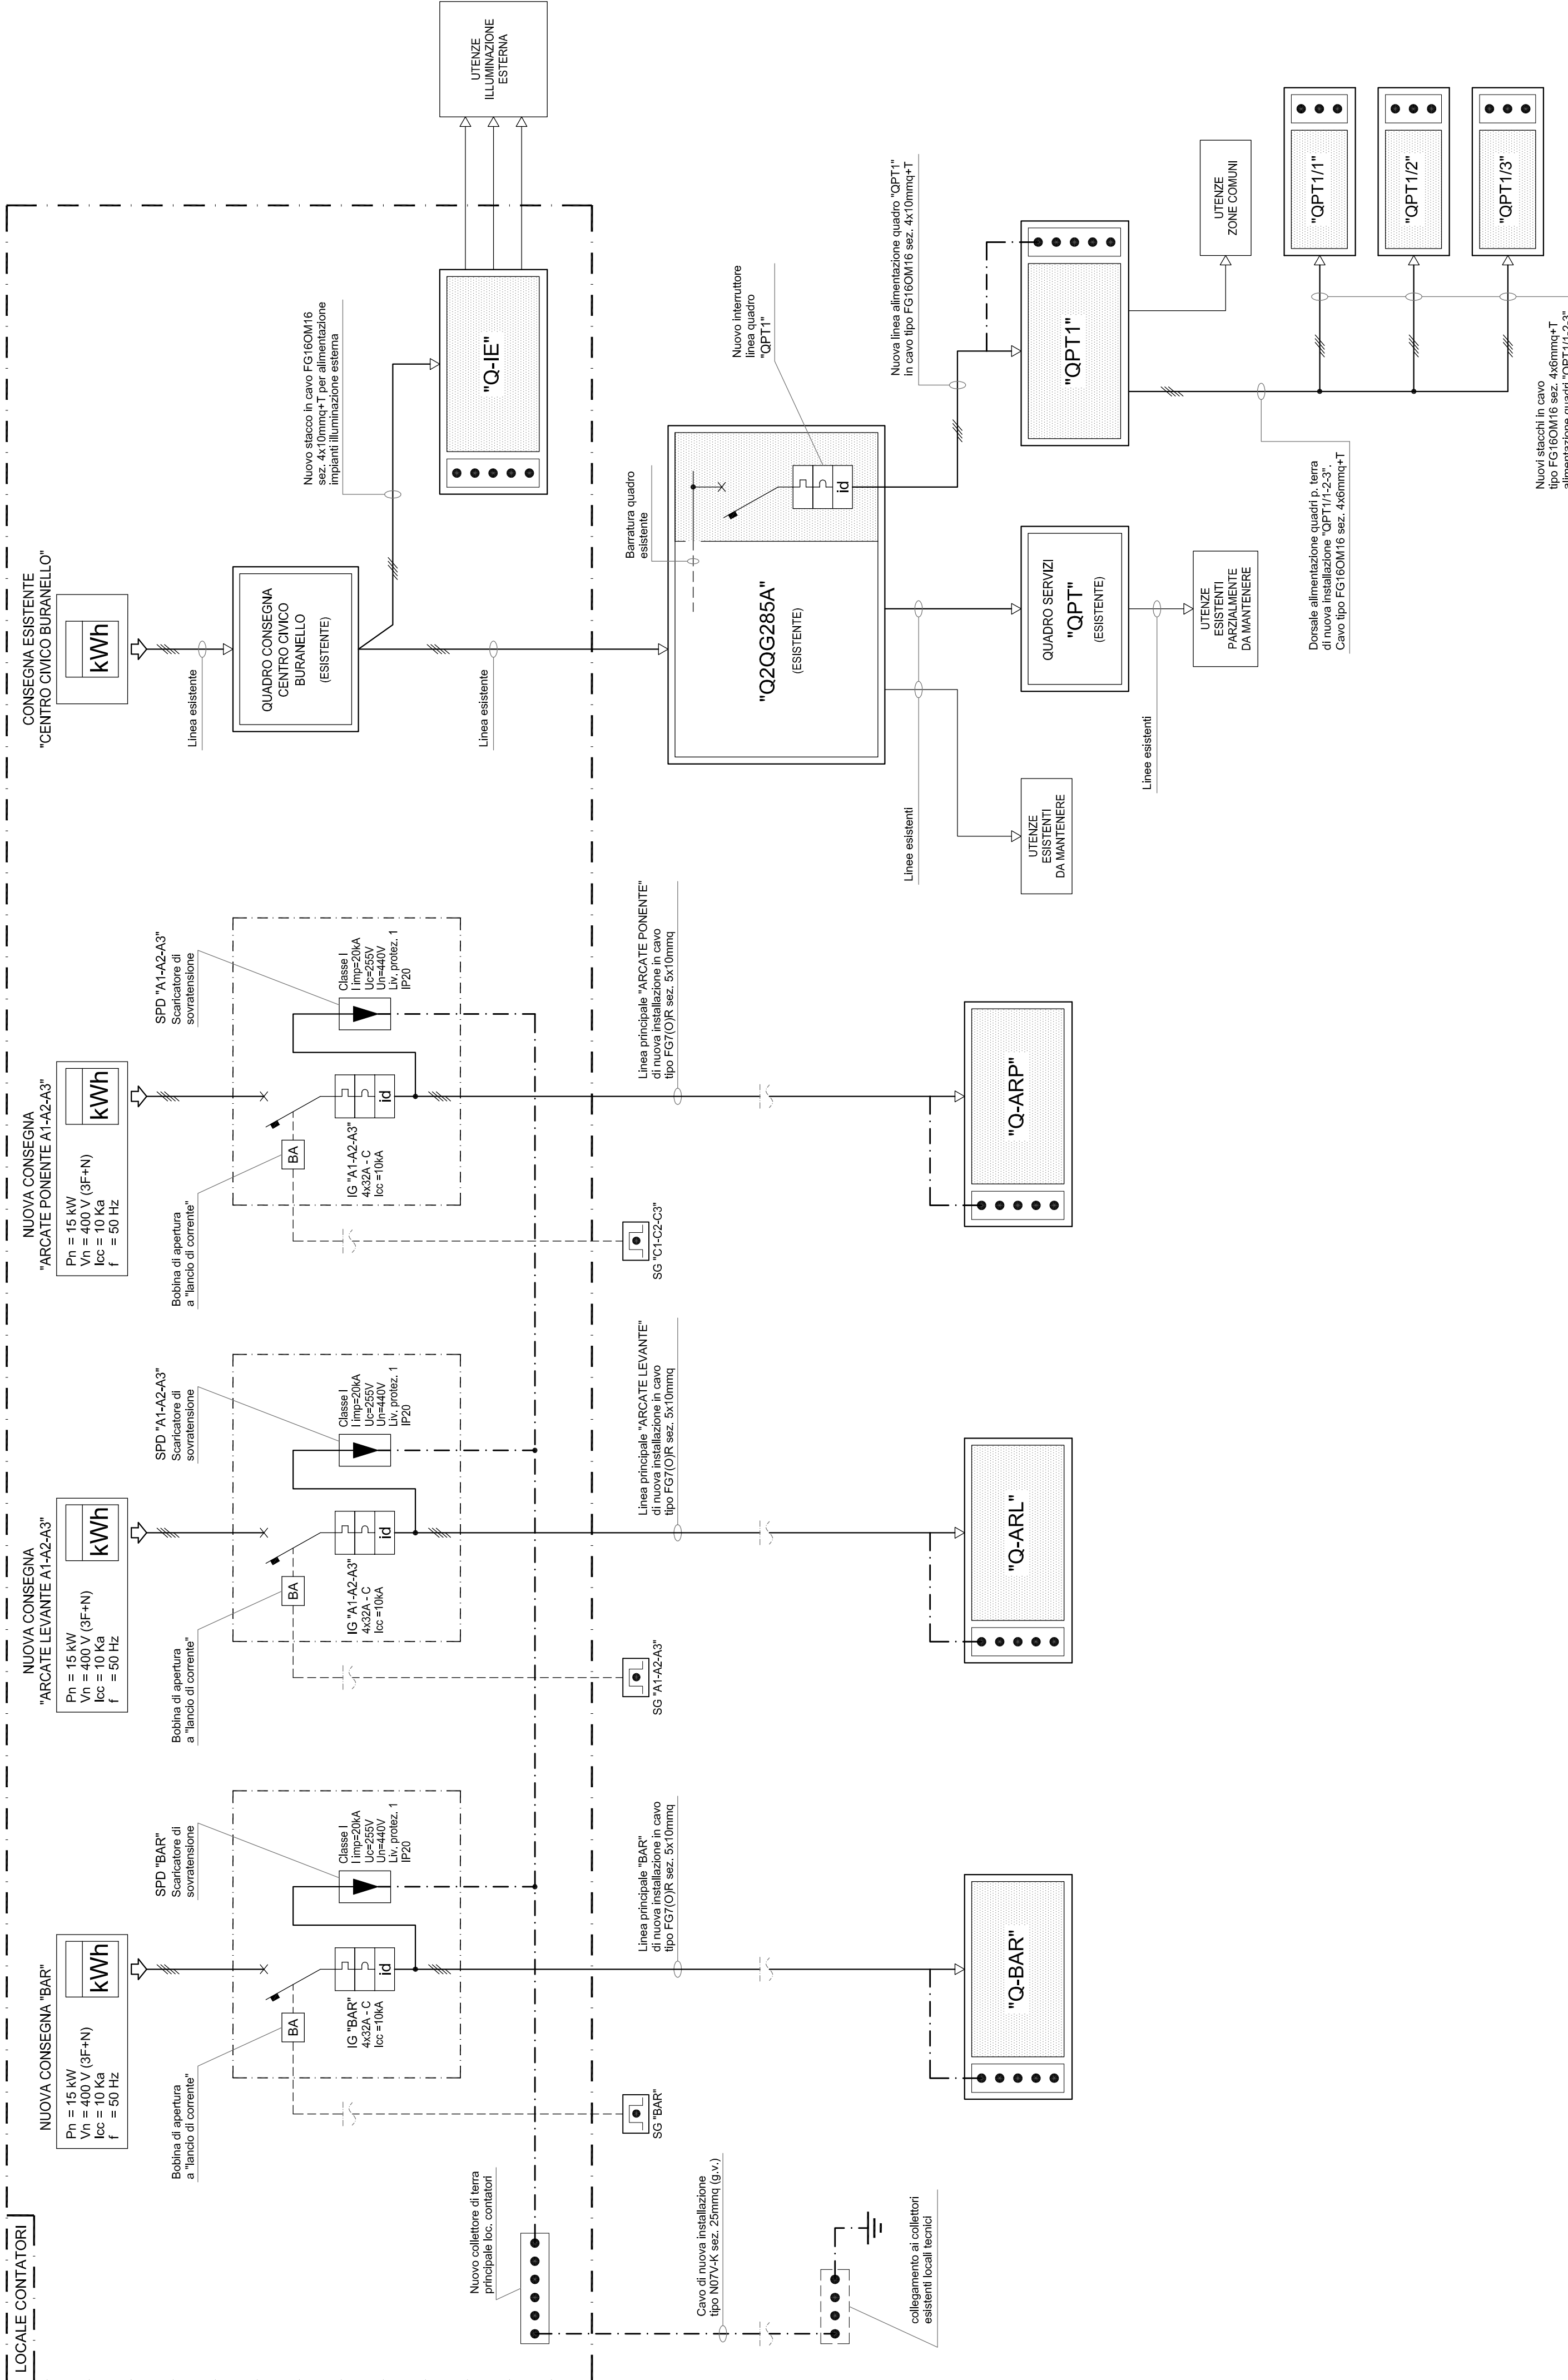 LOCALE CONTATORI
NUOVA CONSEGNA "BAR"
Pn = 15 kW
Vn = 400 V (3F+N)
Icc = 10 Ka
f = 50 Hz
kWh
Bobina di apertura
a "lancio di corrente"
BA
SPD "BAR"
Scaricatore di
sovratensione
IG "BAR"
4x32A - C
Icc =10kA
id
Classe I
I imp=20kA
Uc=255V
Un=440V
Liv. protez. 1
IP20
SG "BAR"
Linea principale "BAR"
di nuova installazione in cavo
tipo FG7(O)R sez. 5x10mmq
"Q-BAR"
Nuovo collettore di terra
principale loc. contatori
Cavo di nuova installazione
tipo N07V-K sez. 25mmq (g.v.)
collegamento ai collettori
esistenti locali tecnici
NUOVA CONSEGNA
"ARCATE LEVANTE A1-A2-A3"
Pn = 15 kW
Vn = 400 V (3F+N)
Icc = 10 Ka
f = 50 Hz
kWh
Bobina di apertura
a "lancio di corrente"
BA
SPD "A1-A2-A3"
Scaricatore di
sovratensione
IG "A1-A2-A3"
4x32A - C
Icc =10kA
id
Classe I
I imp=20kA
Uc=255V
Un=440V
Liv. protez. 1
IP20
SG "A1-A2-A3"
Linea principale "ARCATE LEVANTE"
di nuova installazione in cavo
tipo FG7(O)R sez. 5x10mmq
"Q-ARL"
NUOVA CONSEGNA
"ARCATE PONENTE A1-A2-A3"
Pn = 15 kW
Vn = 400 V (3F+N)
Icc = 10 Ka
f = 50 Hz
kWh
Bobina di apertura
a "lancio di corrente"
BA
SPD "A1-A2-A3"
Scaricatore di
sovratensione
IG "A1-A2-A3"
4x32A - C
Icc =10kA
id
Classe I
I imp=20kA
Uc=255V
Un=440V
Liv. protez. 1
IP20
SG "C1-C2-C3"
Linea principale "ARCATE PONENTE"
di nuova installazione in cavo
tipo FG7(O)R sez. 5x10mmq
"Q-ARP"
CONSEGNA ESISTENTE
"CENTRO CIVICO BURANELLO"
kWh
Linea esistente
QUADRO CONSEGNA
CENTRO CIVICO
BURANELLO
(ESISTENTE)
Linea esistente
Nuovo stacco in cavo FG16OM16
sez. 4x10mmq+T per alimentazione
impianti illuminazione esterna
"Q-IE"
UTENZE
ILLUMINAZIONE
ESTERNA
Barratura quadro
esistente
Nuovo interruttore
linea quadro
"QPT1"
"Q2QG285A"
(ESISTENTE)
id
Linee esistenti
UTENZE
ESISTENTI
DA MANTENERE
QUADRO SERVIZI
"QPT"
(ESISTENTE)
Linee esistenti
UTENZE
ESISTENTI
PARZIALMENTE
DA MANTENERE
Nuova linea alimentazione quadro "QPT1"
in cavo tipo FG16OM16 sez. 4x10mmq+T
"QPT1"
UTENZE
ZONE COMUNI
Dorsale alimentazione quadri p. terra
di nuova installazione "QPT1/1-2-3".
Cavo tipo FG16OM16 sez. 4x6mmq+T
"QPT1/1"
"QPT1/2"
"QPT1/3"
Nuovi stacchi in cavo
tipo FG16OM16 sez. 4x6mmq+T
alimentazione quadri "QPT1/1-2-3"